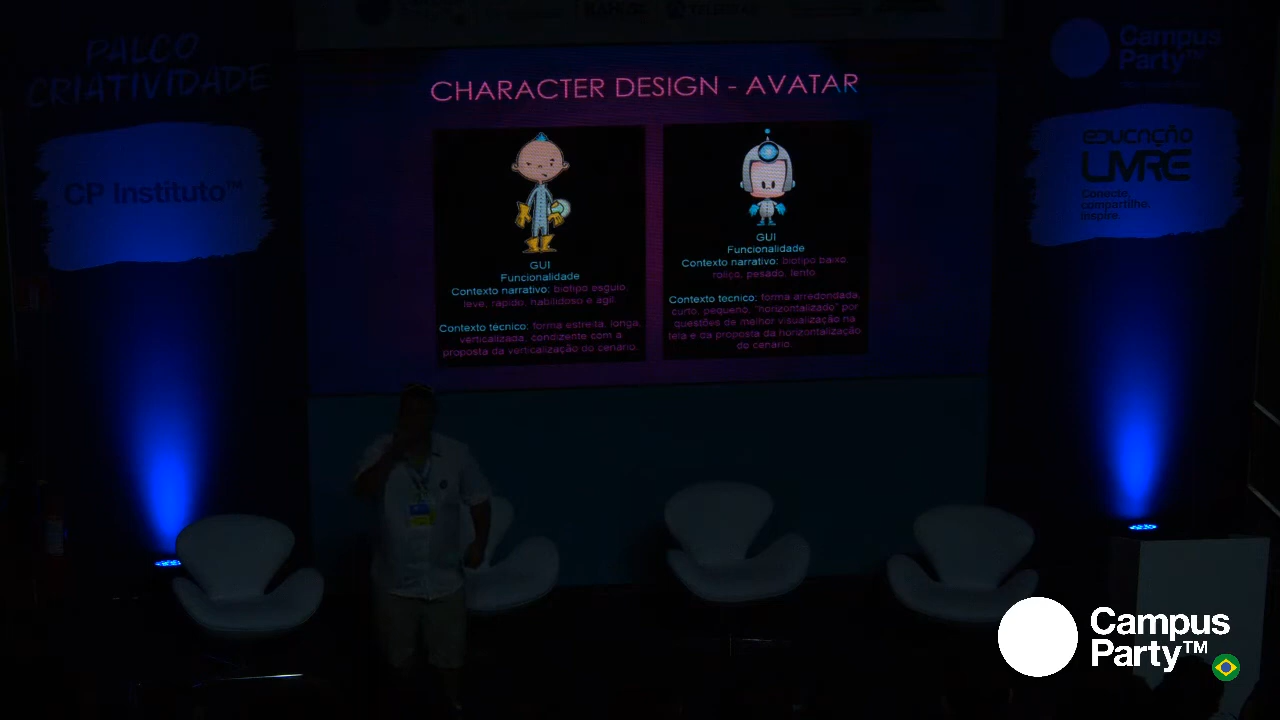 PALCO
CRIATIVIDADE
CP Instituto™
CHARACTER DESIGN - AVATAR
GUI
Funcionalidade
Contexto narrativo: biotipo esguio,
leve, rápido, habilidoso e ágil.
Contexto técnico: forma estreita, longa,
verticalizada, condizente com a
proposta da verticalização do cenário.
GUI
Funcionalidade
Contexto narrativo: biotipo baixo,
roliço, pesado, lento
Contexto técnico: forma arredondada,
curto, pequeno, "horizontalizado" por
questões de melhor visualização na
tela e da proposta da horizontalização
do cenário.
Campus
Party™
EDUCAÇÃO
LIVRE
Conecte,
compartilhe,
inspire.
Campus
Party™